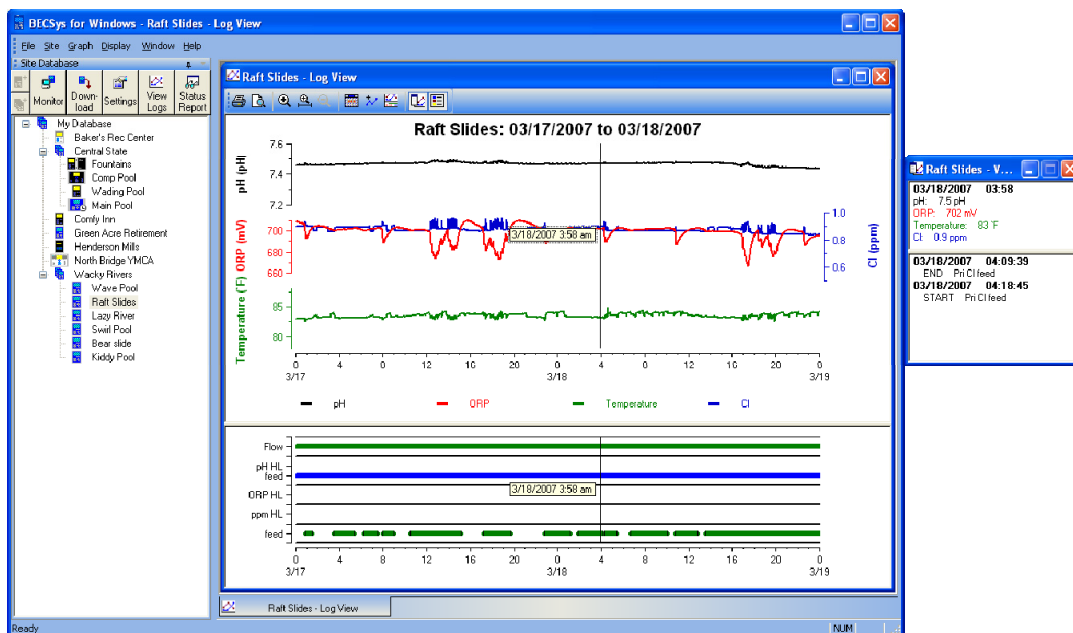 BECSys for Windows - Raft Slides - Log View
File Site Graph Display Window Help
Site Database
Monitor
Down-
load
Settings
View
Logs
Status
Report
My Database
Baker's Rec Center
Central State
Fountains
Comp Pool
Wading Pool
Main Pool
Comfy Inn
Green Acre Retirement
Henderson Mills
North Bridge YMCA
Wacky Rivers
Wave Pool
Raft Slides
Lazy River
Swirl Pool
Bear slide
Kiddy Pool
Raft Slides - Log View
Raft Slides: 03/17/2007 to 03/18/2007
pH (pH)
7.6
7.4
7.2
ORP (mV)
700
680
660
Cl (ppm)
1.0
0.8
0.6
Temperature (°F)
85
80
3/18/2007 3:58 am
0 4 8 12 16 20 0 4 8 12 16 20 0
3/17 3/18 3/19
pH ORP Temperature Cl
Flow
pH HL
feed
ORP HL
ppm HL
feed
3/18/2007 3:58 am
0 4 8 12 16 20 0 4 8 12 16 20 0
3/17 3/18 3/19
Raft Slides - Log View
Ready
NUM
Raft Slides - V...
03/18/2007 03:58
pH: 7.5 pH
ORP: 702 mV
Temperature: 83 °F
Cl: 0.9 ppm
03/18/2007 04:09:39
END Pri Cl feed
03/18/2007 04:18:45
START Pri Cl feed